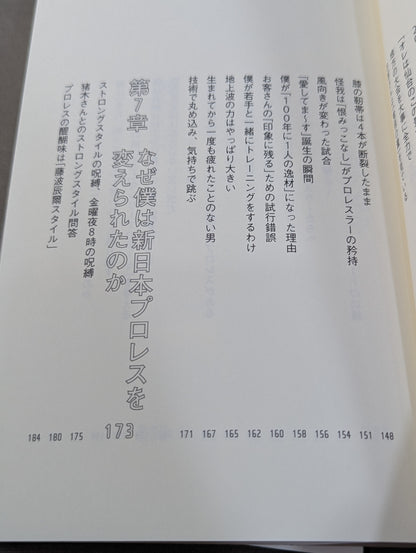 膝の靭帯は4本が断裂したまま 148
怪我は「恨みっこなし」がプロレスラーの矜持 151
風向きが変わった試合 154
「愛してま〜す」誕生の瞬間 156
僕が「100年に1人の逸材」になった理由 158
お客さんの「印象に残る」ための試行錯誤 160
僕が若手と一緒にトレーニングをするわけ 162
地上波の力はやっぱり大きい 165
生まれてから一度も疲れたことのない男 167
技術で丸め込み、気持ちで跳ぶ 171
第7章 なぜ僕は新日本プロレスを
変えられたのか 173
ストロングスタイルの呪縛、金曜夜8時の呪縛 175
猪木さんとのストロングスタイル問答 180
プロレスの醍醐味は「藤波辰爾スタイル」 184